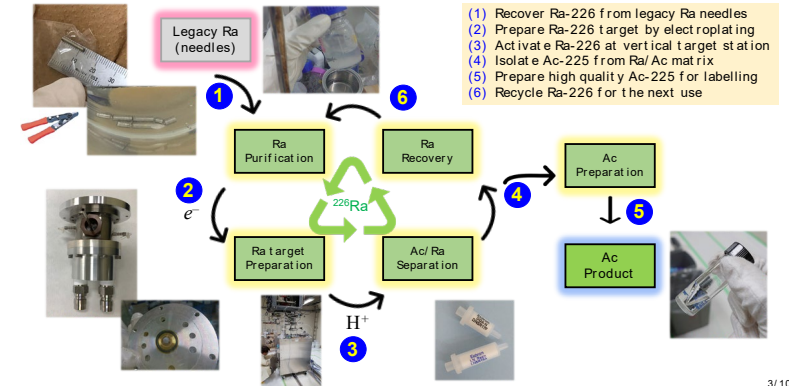 Legacy Ra
(needles)
(1) Recover Ra-226 from legacy Ra needles
(2) Prepare Ra-226 target by electroplating
(3) Activate Ra-226 at vertical target station
(4) Isolate Ac-225 from Ra/Ac matrix
(5) Prepare high quality Ac-225 for labelling
(6) Recycle Ra-226 for the next use
1
6
Ra
Purification
Ra
Recovery
Ac
Preparation
2
e⁻
226Ra
4
5
Ra target
Preparation
Ac/Ra
Separation
Ac
Product
H⁺
3
10
20
30
3/10